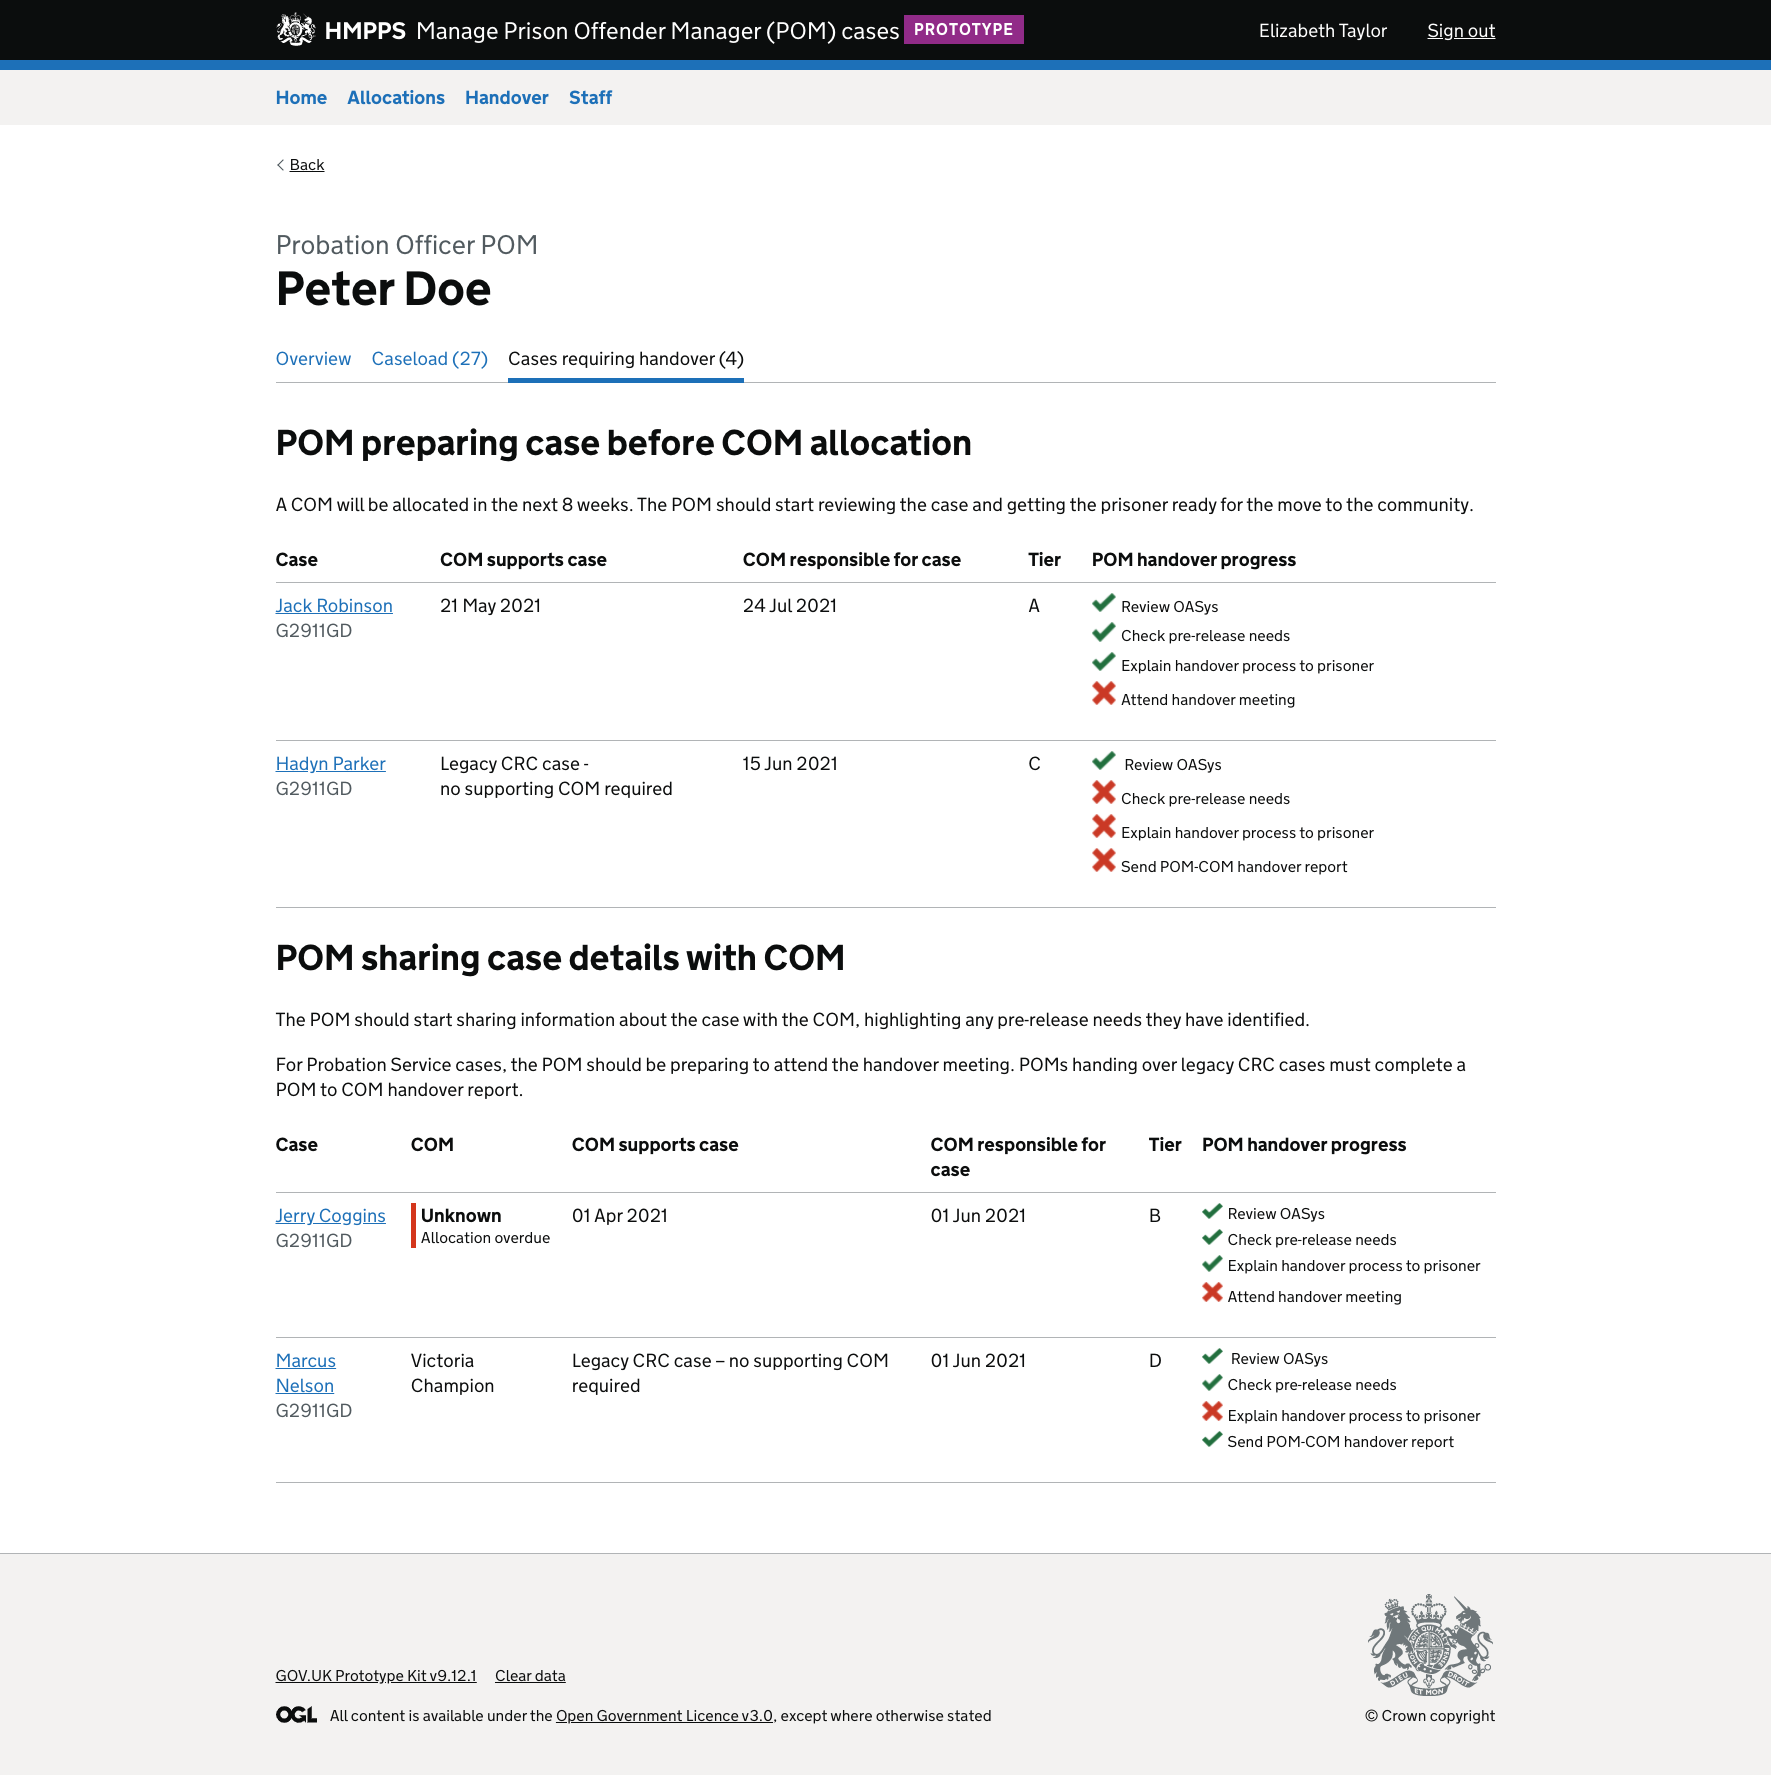 HMPPS Manage Prison Offender Manager (POM) cases PROTOTYPE Elizabeth Taylor Sign out
Home Allocations Handover Staff
Back
Probation Officer POM
Peter Doe
Overview Caseload (27) Cases requiring handover (4)
POM preparing case before COM allocation
A COM will be allocated in the next 8 weeks. The POM should start reviewing the case and getting the prisoner ready for the move to the community.
Case COM supports case COM responsible for case Tier POM handover progress
Jack Robinson 21 May 2021 24 Jul 2021 A Review OASys
G2911GD
Check pre-release needs
Explain handover process to prisoner
Attend handover meeting
Hadyn Parker Legacy CRC case - 15 Jun 2021 C Review OASys
G2911GD no supporting COM required
Check pre-release needs
Explain handover process to prisoner
Send POM-COM handover report
POM sharing case details with COM
The POM should start sharing information about the case with the COM, highlighting any pre-release needs they have identified.
For Probation Service cases, the POM should be preparing to attend the handover meeting. POMs handing over legacy CRC cases must complete a
POM to COM handover report.
Case COM COM supports case COM responsible for Tier POM handover progress
case
Jerry Coggins Unknown 01 Apr 2021 01 Jun 2021 B Review OASys
G2911GD Allocation overdue Check pre-release needs
Explain handover process to prisoner
Attend handover meeting
Marcus Victoria Legacy CRC case – no supporting COM 01 Jun 2021 D Review OASys
Nelson Champion required Check pre-release needs
G2911GD Explain handover process to prisoner
Send POM-COM handover report
GOV.UK Prototype Kit v9.12.1 Clear data
OGL All content is available under the Open Government Licence v3.0, except where otherwise stated © Crown copyright